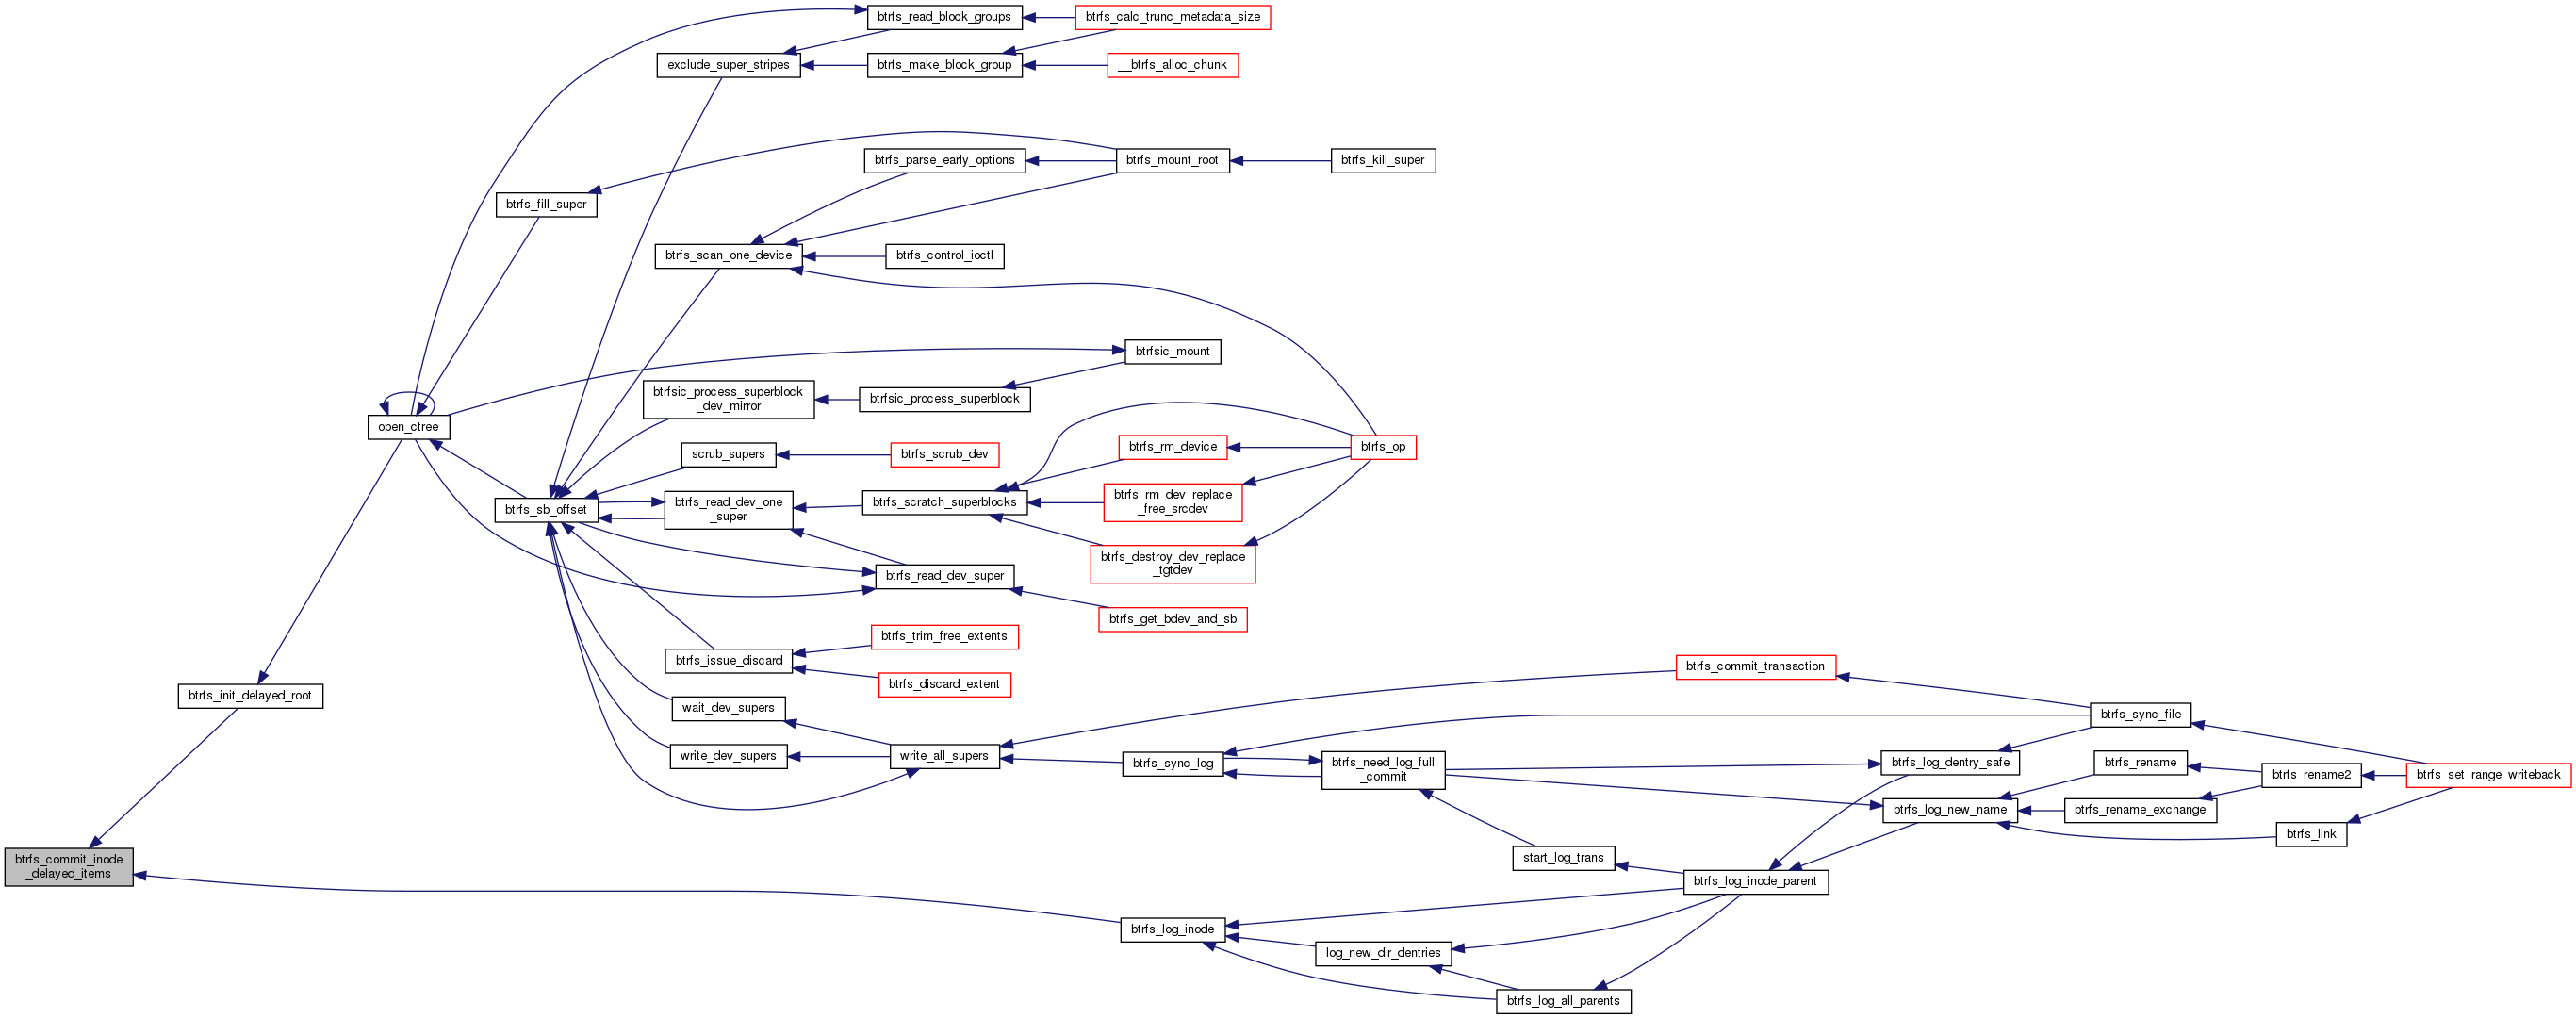 btrfs_read_block_groups
btrfs_calc_trunc_metadata_size
exclude_super_stripes
btrfs_make_block_group
__btrfs_alloc_chunk
btrfs_parse_early_options
btrfs_mount_root
btrfs_kill_super
btrfs_fill_super
btrfs_scan_one_device
btrfs_control_ioctl
btrfsic_mount
btrfsic_process_superblock
_dev_mirror
btrfsic_process_superblock
open_ctree
scrub_supers
btrfs_scrub_dev
btrfs_rm_device
btrfs_op
btrfs_sb_offset
btrfs_read_dev_one
_super
btrfs_scratch_superblocks
btrfs_rm_dev_replace
_free_srcdev
btrfs_destroy_dev_replace
_tgtdev
btrfs_read_dev_super
btrfs_get_bdev_and_sb
btrfs_trim_free_extents
btrfs_issue_discard
btrfs_discard_extent
btrfs_commit_transaction
btrfs_init_delayed_root
wait_dev_supers
btrfs_sync_file
write_dev_supers
write_all_supers
btrfs_sync_log
btrfs_need_log_full
_commit
btrfs_log_dentry_safe
btrfs_rename
btrfs_rename2
btrfs_set_range_writeback
btrfs_log_new_name
btrfs_rename_exchange
btrfs_link
btrfs_commit_inode
_delayed_items
start_log_trans
btrfs_log_inode_parent
btrfs_log_inode
log_new_dir_dentries
btrfs_log_all_parents